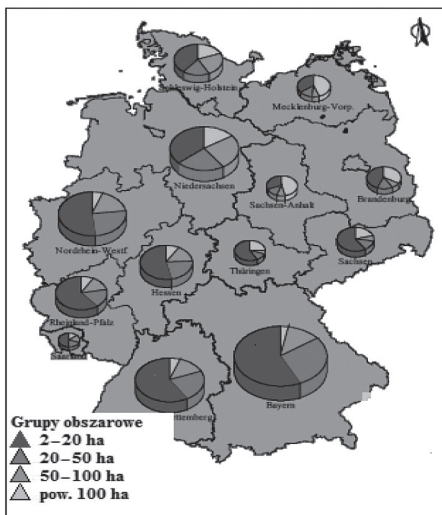 Schleswig-Holstein
Mecklenburg-Vorp.
Niedersachsen
Sachsen-Anhalt
Brandenburg
Nordrhein-Westf.
Hessen
Thüringen
Sachsen
Rheinland-Pfalz
Saarland
ttemberg
Bayern
Grupy obszarowe
2–20 ha
20–50 ha
50–100 ha
pow. 100 ha